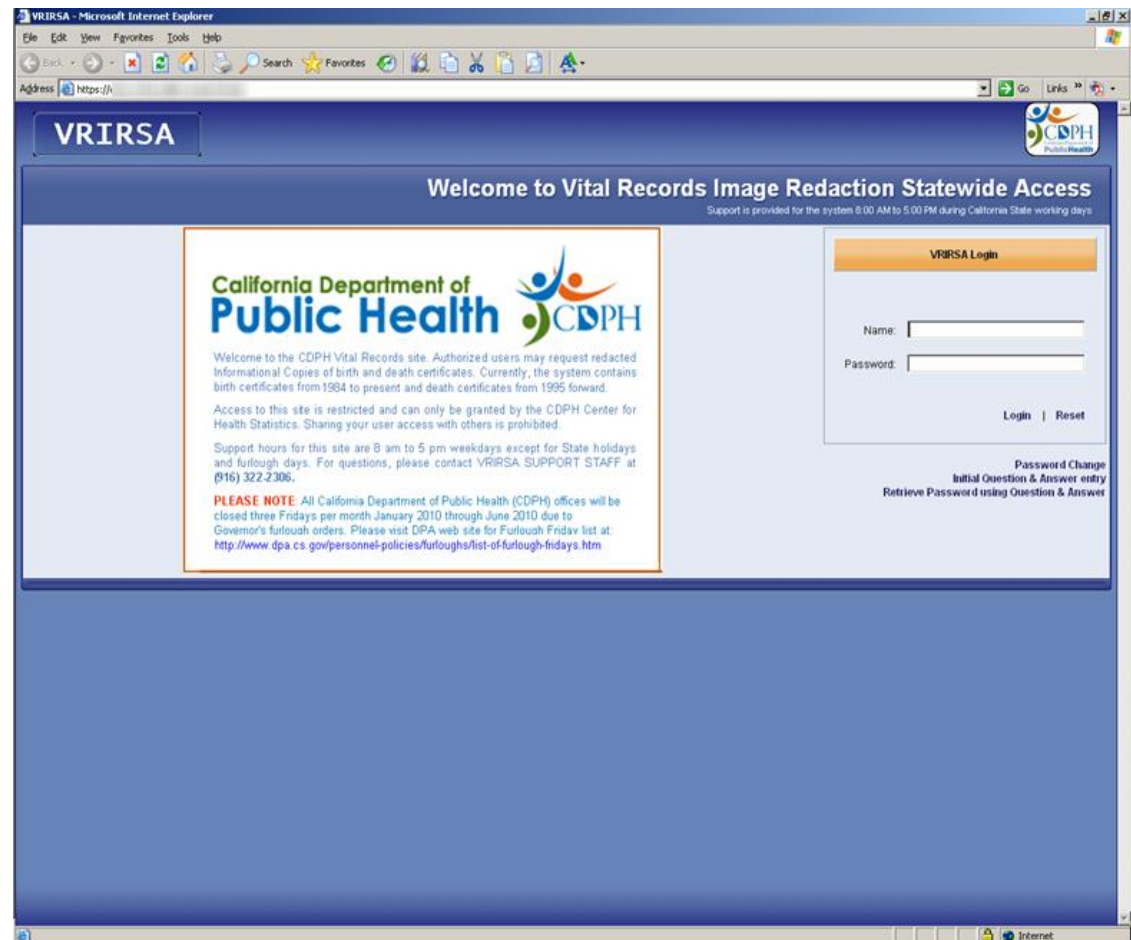 VRIRSA - Microsoft Internet Explorer
File Edit View Favorites Tools Help
Back Search Favorites
Address https:// Go Links »
VRIRSA
CDPH
PublicHealth
Welcome to Vital Records Image Redaction Statewide Access
Support is provided for the system 8:00 AM to 5:00 PM during California State working days
California Department of
Public Health CDPH
Welcome to the CDPH Vital Records site. Authorized users may request redacted
Informational Copies of birth and death certificates. Currently, the system contains
birth certificates from 1984 to present and death certificates from 1995 forward.
Access to this site is restricted and can only be granted by the CDPH Center for
Health Statistics. Sharing your user access with others is prohibited.
Support hours for this site are 8 am to 5 pm weekdays except for State holidays
and furlough days. For questions, please contact VRIRSA SUPPORT STAFF at
(916) 322-2306.
PLEASE NOTE: All California Department of Public Health (CDPH) offices will be
closed three Fridays per month January 2010 through June 2010 due to
Governor's furlough orders. Please visit DPA web site for Furlough Friday list at:
http://www.dpa.cs.gov/personnel-policies/furloughs/list-of-furlough-fridays.htm
VRIRSA Login
Name:
Password:
Login | Reset
Password Change
Initial Question & Answer entry
Retrieve Password using Question & Answer
Internet